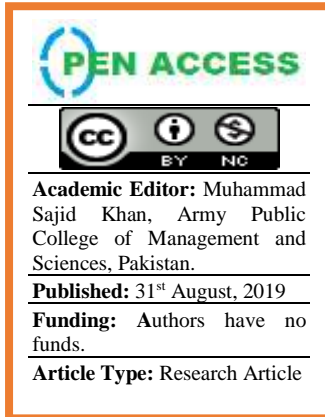 OPEN ACCESS
cc
BY NC
Academic Editor: Muhammad
Sajid Khan, Army Public
College of Management and
Sciences, Pakistan.
Published: 31st August, 2019
Funding: Authors have no
funds.
Article Type: Research Article